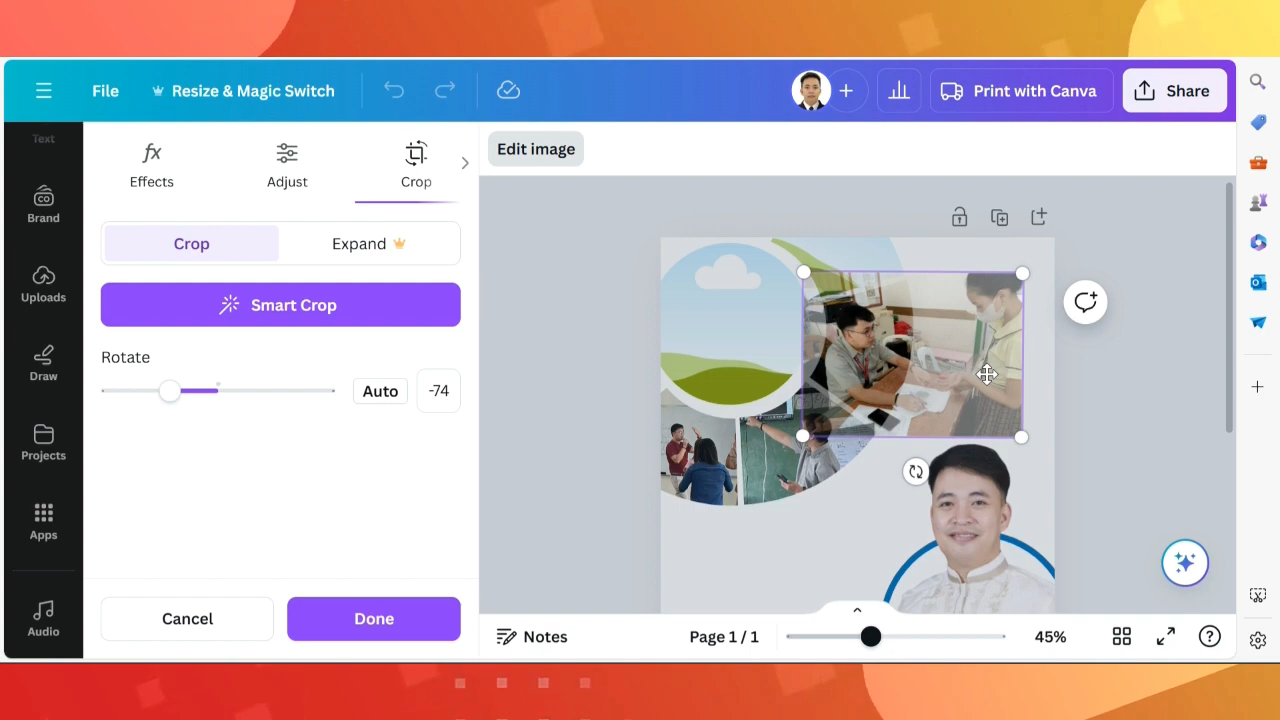 File
Resize & Magic Switch
Print with Canva
Share
Text
Effects
Adjust
Crop
Edit image
Brand
Crop
Expand
Uploads
Smart Crop
Rotate
Auto
-74
Draw
Projects
Apps
Audio
Cancel
Done
Notes
Page 1 / 1
45%